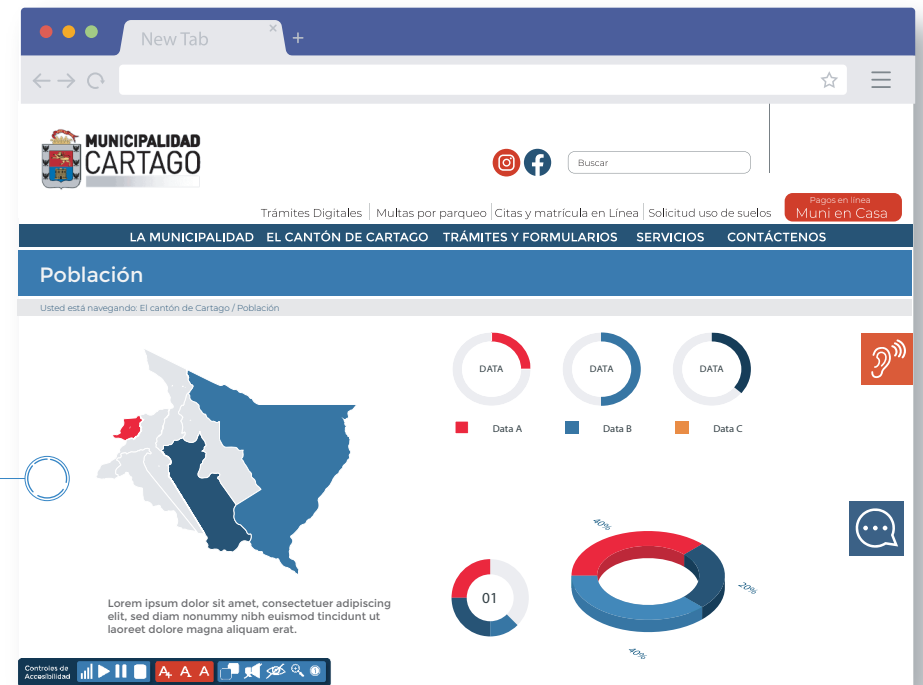 New Tab
MUNICIPALIDAD
CARTAGO
Buscar
Trámites Digitales | Multas por parqueo | Citas y matrícula en Línea | Solicitud uso de suelos
Pagos en línea
Muni en Casa
LA MUNICIPALIDAD EL CANTÓN DE CARTAGO TRÁMITES Y FORMULARIOS SERVICIOS CONTÁCTENOS
Población
Usted está navegando: El cantón de Cartago / Población
DATA DATA DATA
Data A Data B Data C
40%
20%
40%
01
Lorem ipsum dolor sit amet, consectetuer adipiscing
elit, sed diam nonummy nibh euismod tincidunt ut
laoreet dolore magna aliquam erat.
Controles de
Accesibilidad
A+ A A